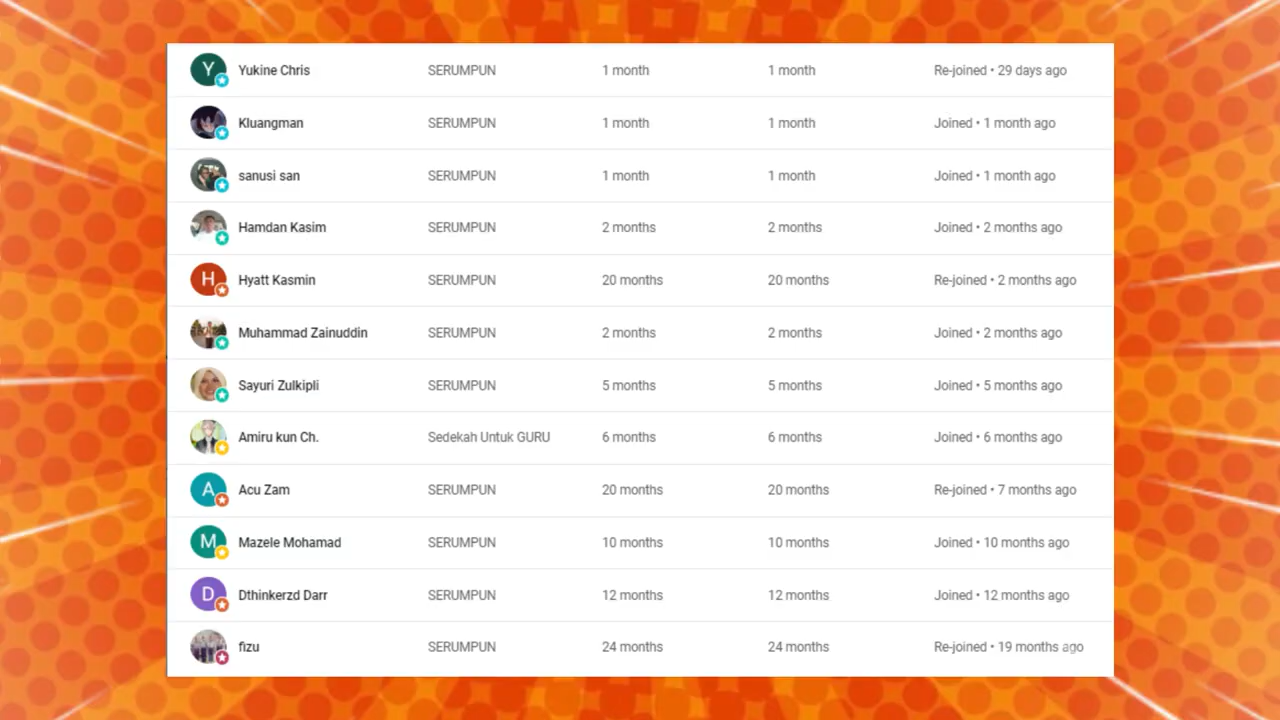 Y Yukine Chris SERUMPUN 1 month 1 month Re-joined • 29 days ago
Kluangman SERUMPUN 1 month 1 month Joined • 1 month ago
sanusi san SERUMPUN 1 month 1 month Joined • 1 month ago
Hamdan Kasim SERUMPUN 2 months 2 months Joined • 2 months ago
H Hyatt Kasmin SERUMPUN 20 months 20 months Re-joined • 2 months ago
Muhammad Zainuddin SERUMPUN 2 months 2 months Joined • 2 months ago
Sayuri Zulkipli SERUMPUN 5 months 5 months Joined • 5 months ago
Amiru kun Ch. Sedekah Untuk GURU 6 months 6 months Joined • 6 months ago
A Acu Zam SERUMPUN 20 months 20 months Re-joined • 7 months ago
M Mazele Mohamad SERUMPUN 10 months 10 months Joined • 10 months ago
D Dthinkerzd Darr SERUMPUN 12 months 12 months Joined • 12 months ago
fizu SERUMPUN 24 months 24 months Re-joined • 19 months ago